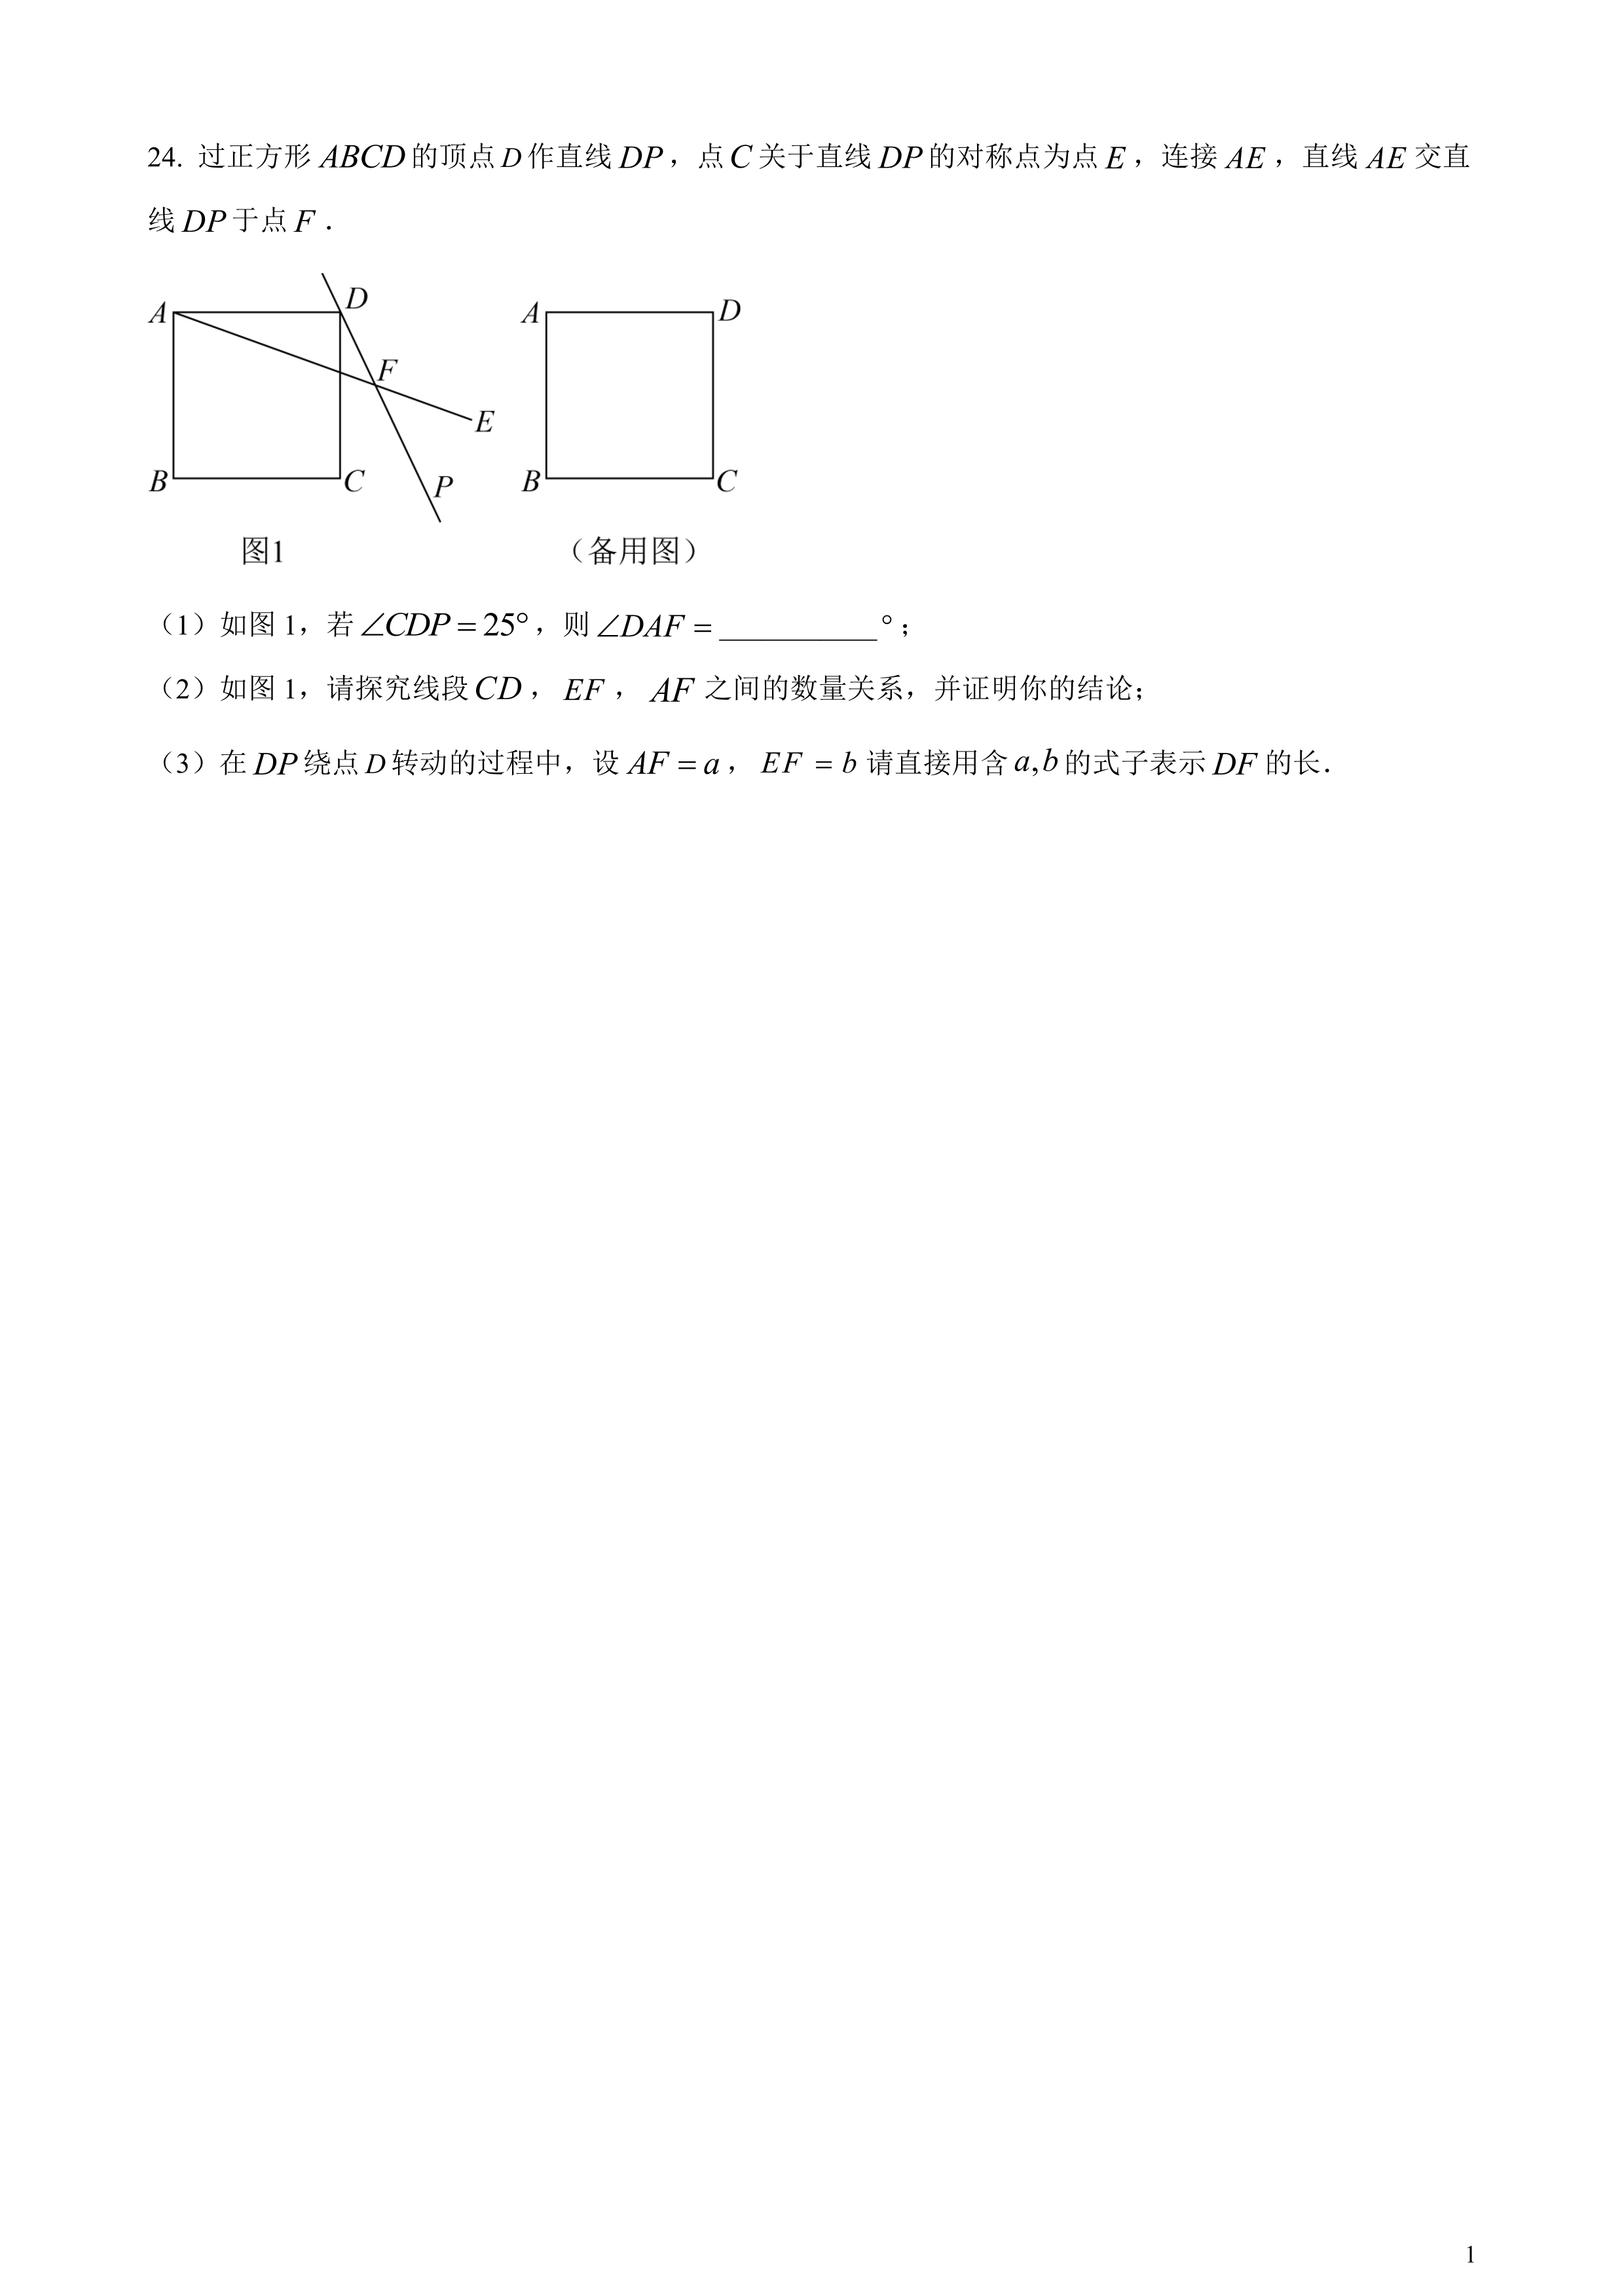 24. 过正方形 ABCD 的顶点 D 作直线 DP，点 C 关于直线 DP 的对称点为点 E，连接 AE，直线 AE 交直
线 DP 于点 F．
A D F E B C P
A D B C
图1 （备用图）
（1）如图 1，若 ∠CDP = 25°，则 ∠DAF = ___________°；
（2）如图 1，请探究线段 CD，EF，AF 之间的数量关系，并证明你的结论；
（3）在 DP 绕点 D 转动的过程中，设 AF = a，EF = b 请直接用含 a,b 的式子表示 DF 的长．
1